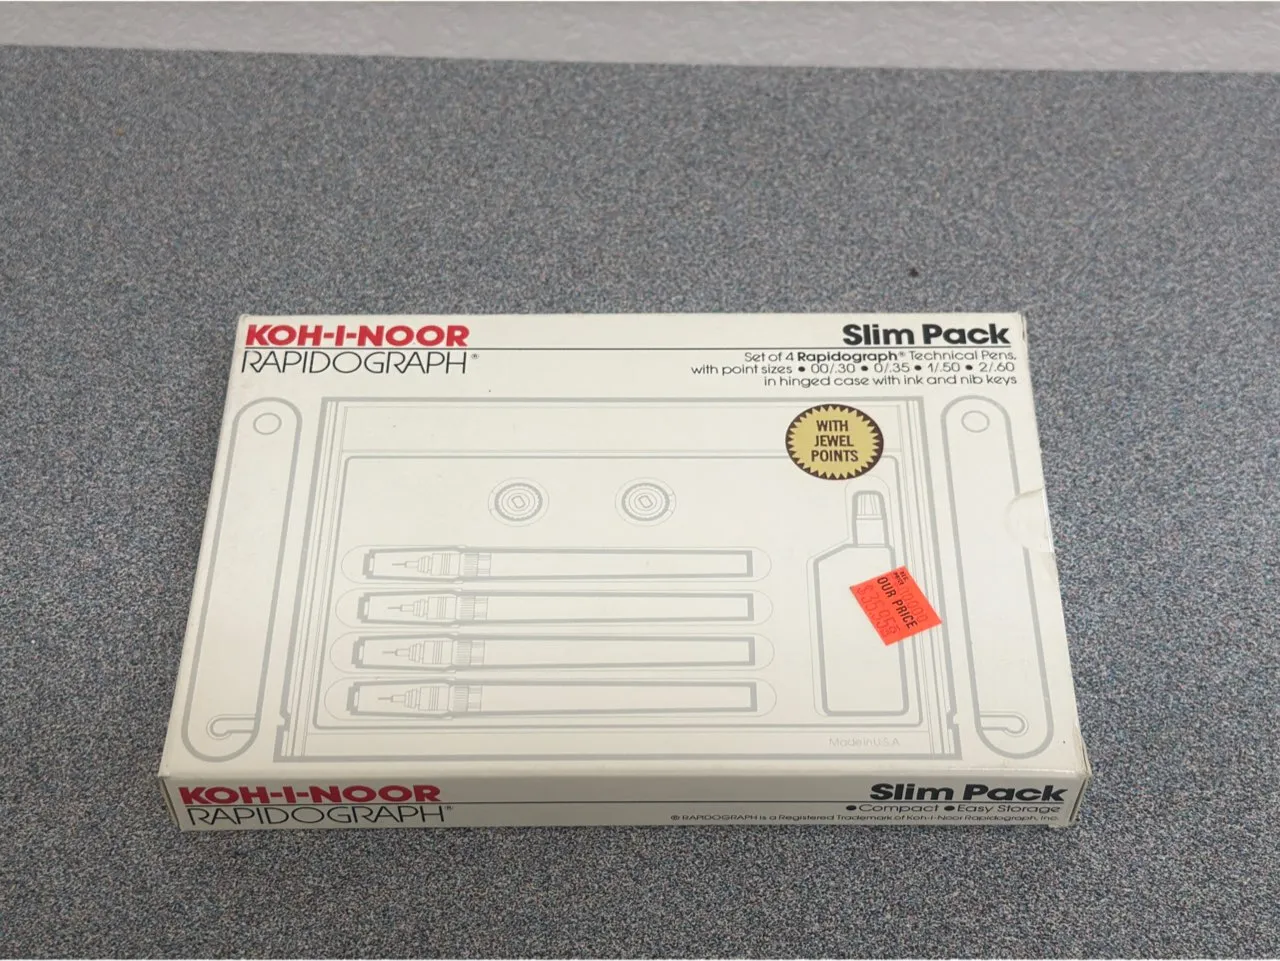 KOH-I-NOOR
RAPIDOGRAPH®
Slim Pack
Set of 4 Rapidograph® Technical Pens,
with point sizes • 00/.30 • 0/.35 • 1/.50 • 2/.60
in hinged case with ink and nib keys
WITH
JEWEL
POINTS
REG.
PRICE
OUR PRICE
Made in U.S.A.
KOH-I-NOOR
RAPIDOGRAPH®
Slim Pack
•Compact •Easy Storage
® RAPIDOGRAPH is a Registered Trademark of Koh-I-Noor Rapidograph, Inc.